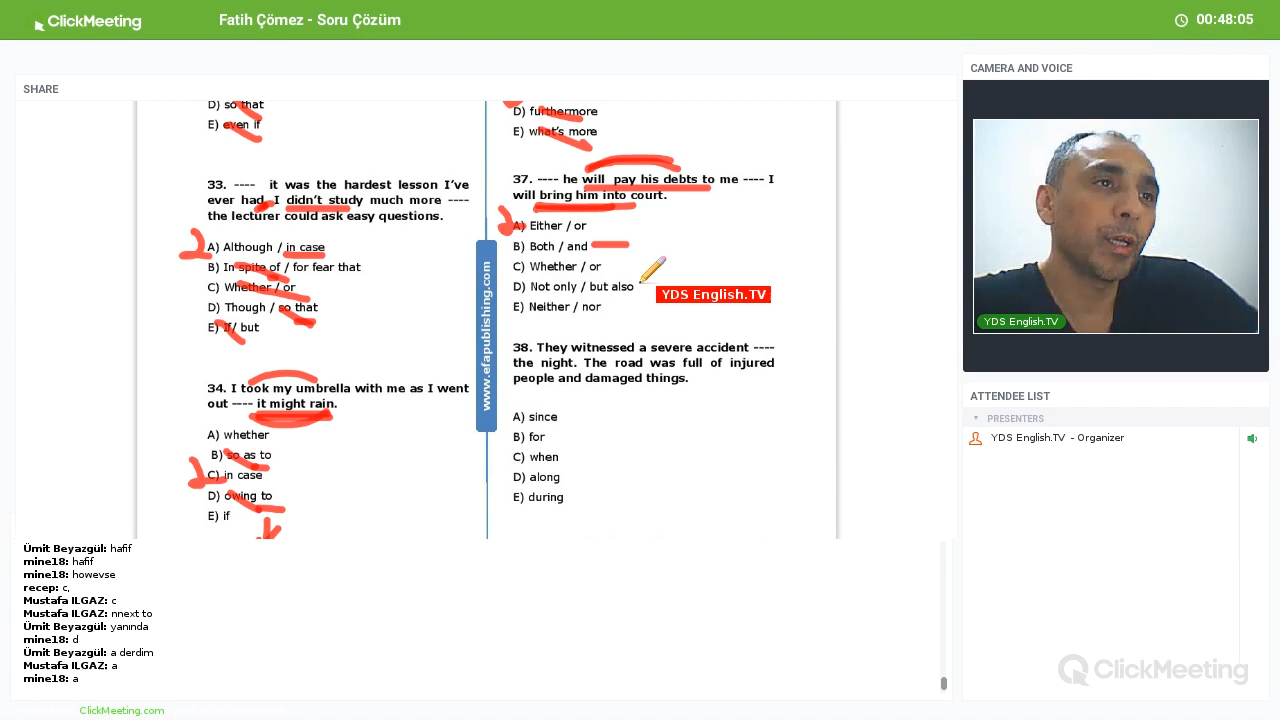 ClickMeeting
Fatih Çömez - Soru Çözüm
00:48:05
SHARE
D) so that
E) even if
33. ---- it was the hardest lesson I’ve
ever had, I didn’t study much more ----
the lecturer could ask easy questions.
A) Although / in case
B) In spite of / for fear that
C) Whether / or
D) Though / so that
E) If/ but
34. I took my umbrella with me as I went
out ---- it might rain.
A) whether
B) so as to
C) in case
D) owing to
E) if
www.efapublishing.com
D) furthermore
E) what’s more
37. ---- he will pay his debts to me ---- I
will bring him into court.
A) Either / or
B) Both / and
C) Whether / or
D) Not only / but also
E) Neither / nor
YDS English.TV
38. They witnessed a severe accident ----
the night. The road was full of injured
people and damaged things.
A) since
B) for
C) when
D) along
E) during
CAMERA AND VOICE
YDS English.TV
ATTENDEE LIST
PRESENTERS
YDS English.TV - Organizer
Ümit Beyazgül: hafif
mine18: hafif
mine18: howevse
recep: c,
Mustafa ILGAZ: c
Mustafa ILGAZ: nnext to
Ümit Beyazgül: yanında
mine18: d
Ümit Beyazgül: a derdim
Mustafa ILGAZ: a
mine18: a
ClickMeeting
ClickMeeting.com